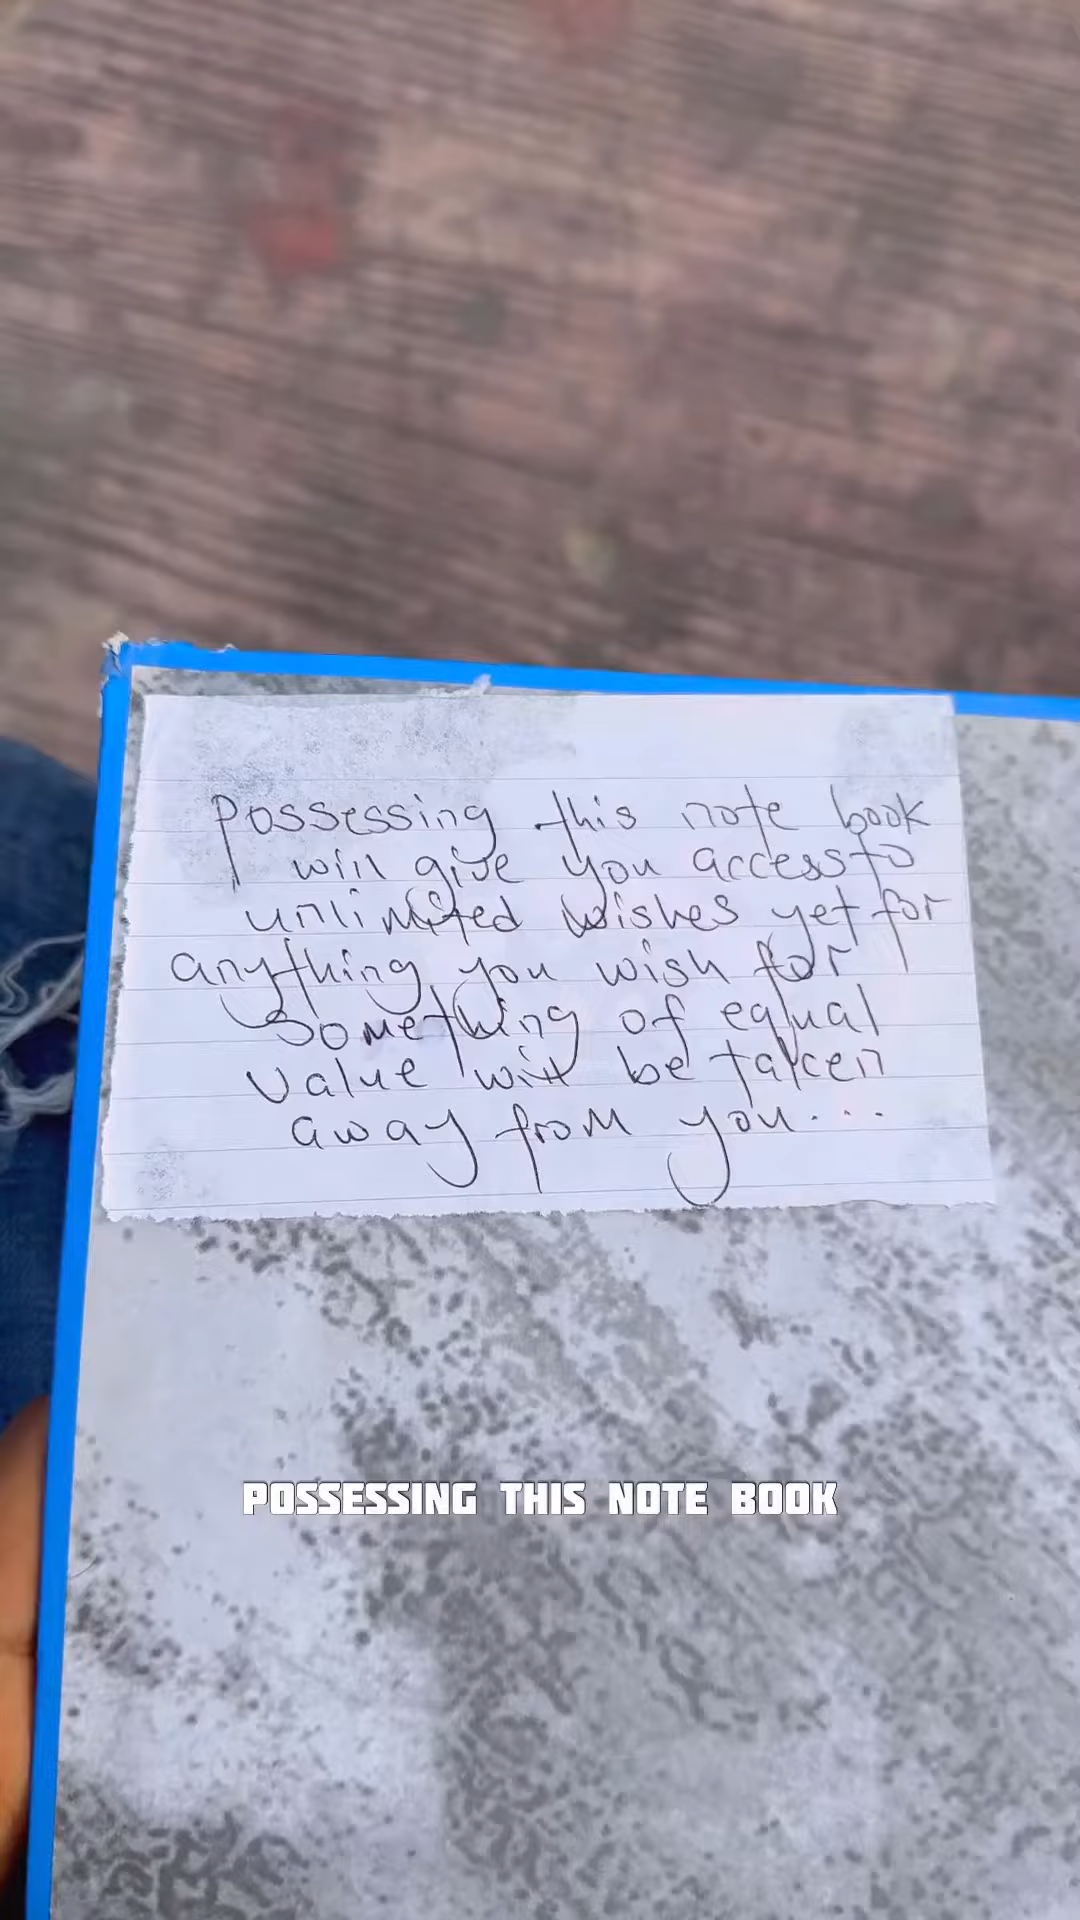 Possessing this note book
will give you access to
unlimited wishes yet for
anything you wish for
something of equal
value will be taken
away from you...
POSSESSING THIS NOTE BOOK